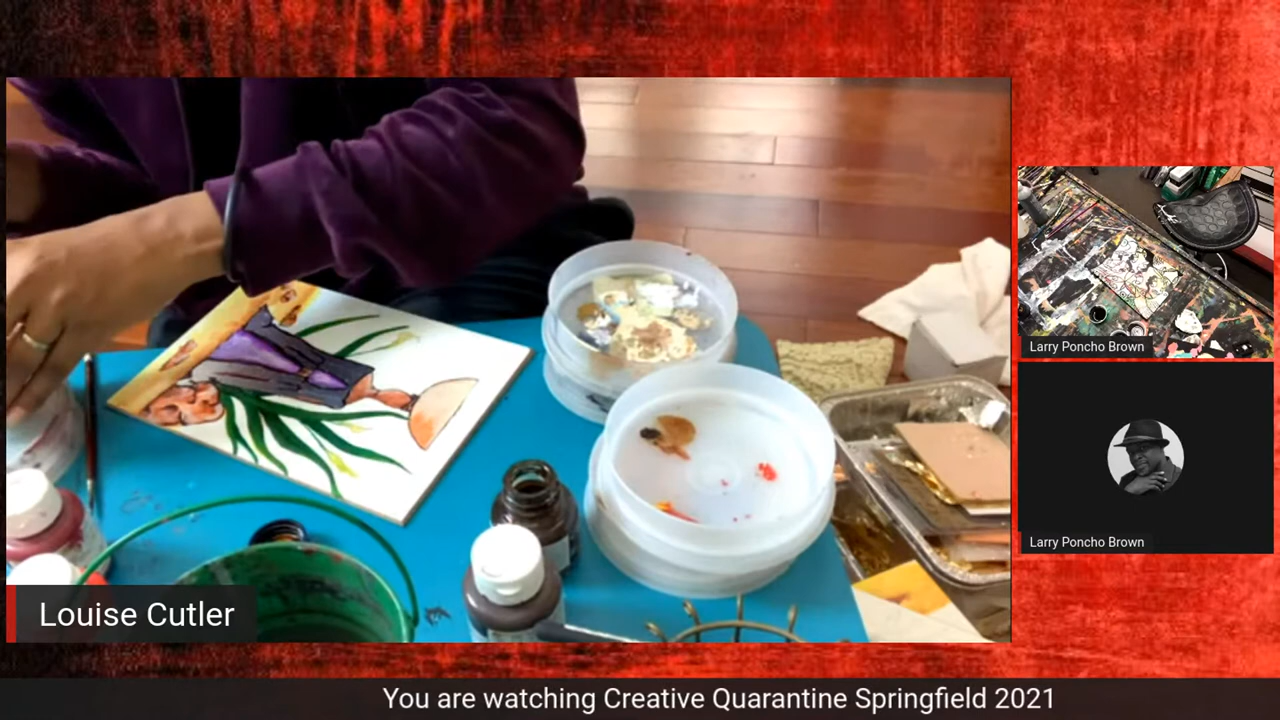 Larry Poncho Brown
Larry Poncho Brown
Louise Cutler
You are watching Creative Quarantine Springfield 2021